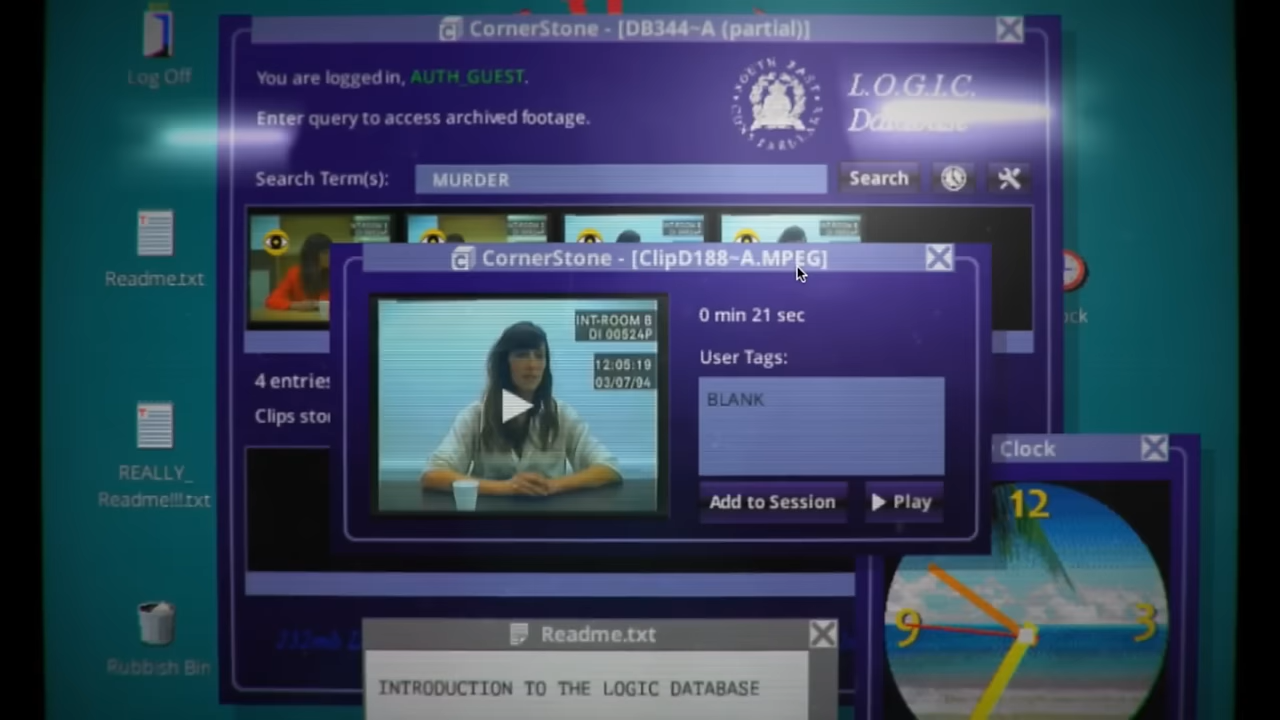 CornerStone - [DB344~A (partial)]
Log Off
You are logged in, AUTH_GUEST.
Enter query to access archived footage.
L.O.G.I.C.
Database
SOUTH EAST
Search Term(s):
MURDER
Search
Readme.txt
CornerStone - [ClipD188~A.MPEG]
INT-ROOM B
DI 00524P
12:05:19
03/07/94
0 min 21 sec
User Tags:
BLANK
4 entries
Add to Session
Play
REALLY_
Readme!!!.txt
Clock
12
9
3
Readme.txt
Rubbish Bin
INTRODUCTION TO THE LOGIC DATABASE